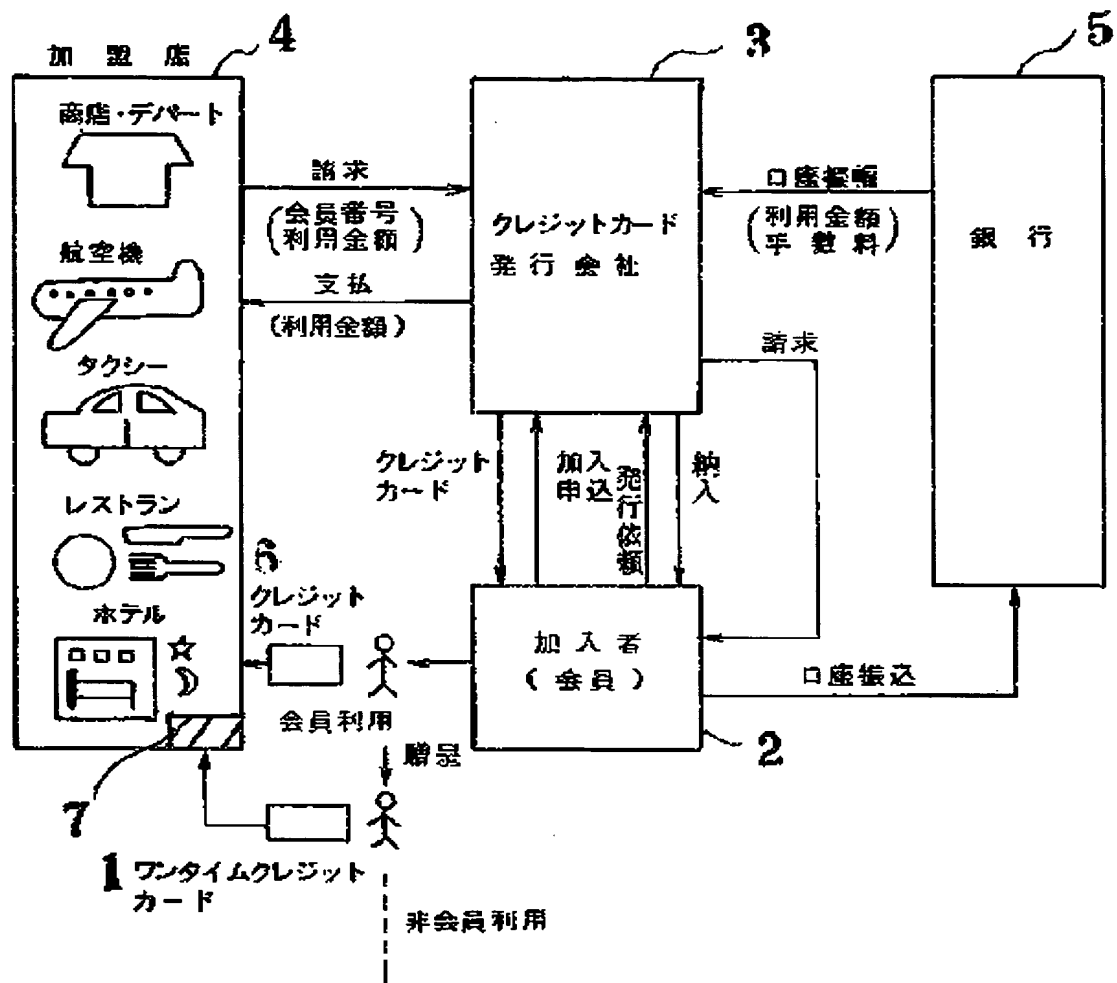 加盟店
4
商店・デパート
航空機
タクシー
レストラン
ホテル
7
請求
(会員番号
利用金額)
支払
(利用金額)
3
クレジットカード
発行会社
口座振替
(利用金額
手数料)
5
銀行
請求
クレジット
カード
加入
申込
発行依頼
納入
6
クレジット
カード
会員利用
加入者
(会員)
2
口座振込
贈呈
1 ワンタイムクレジット
カード
非会員利用